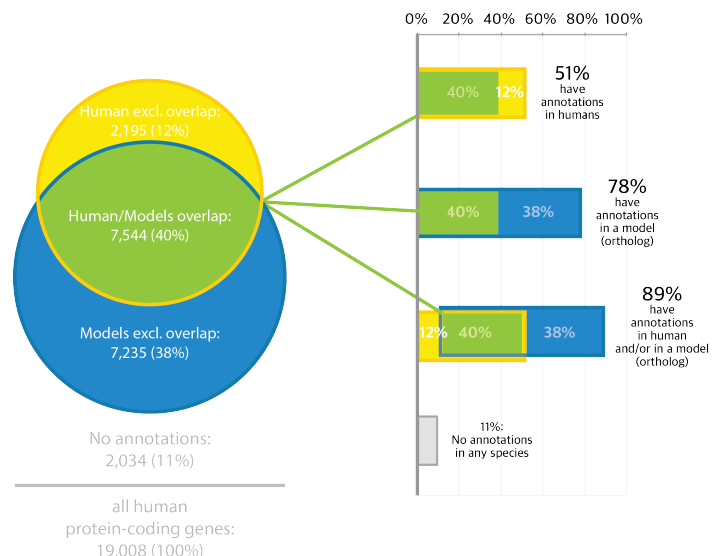 0% 20% 40% 60% 80% 100%
Human excl. overlap:
2,195 (12%)
Human/Models overlap:
7,544 (40%)
Models excl. overlap:
7,235 (38%)
No annotations:
2,034 (11%)
all human
protein-coding genes:
19,008 (100%)
40% 12%
51%
have
annotations
in humans
40% 38%
78%
have
annotations
in a model
(ortholog)
12% 40% 38%
89%
have
annotations
in human
and/or in a model
(ortholog)
11%:
No annotations
in any species